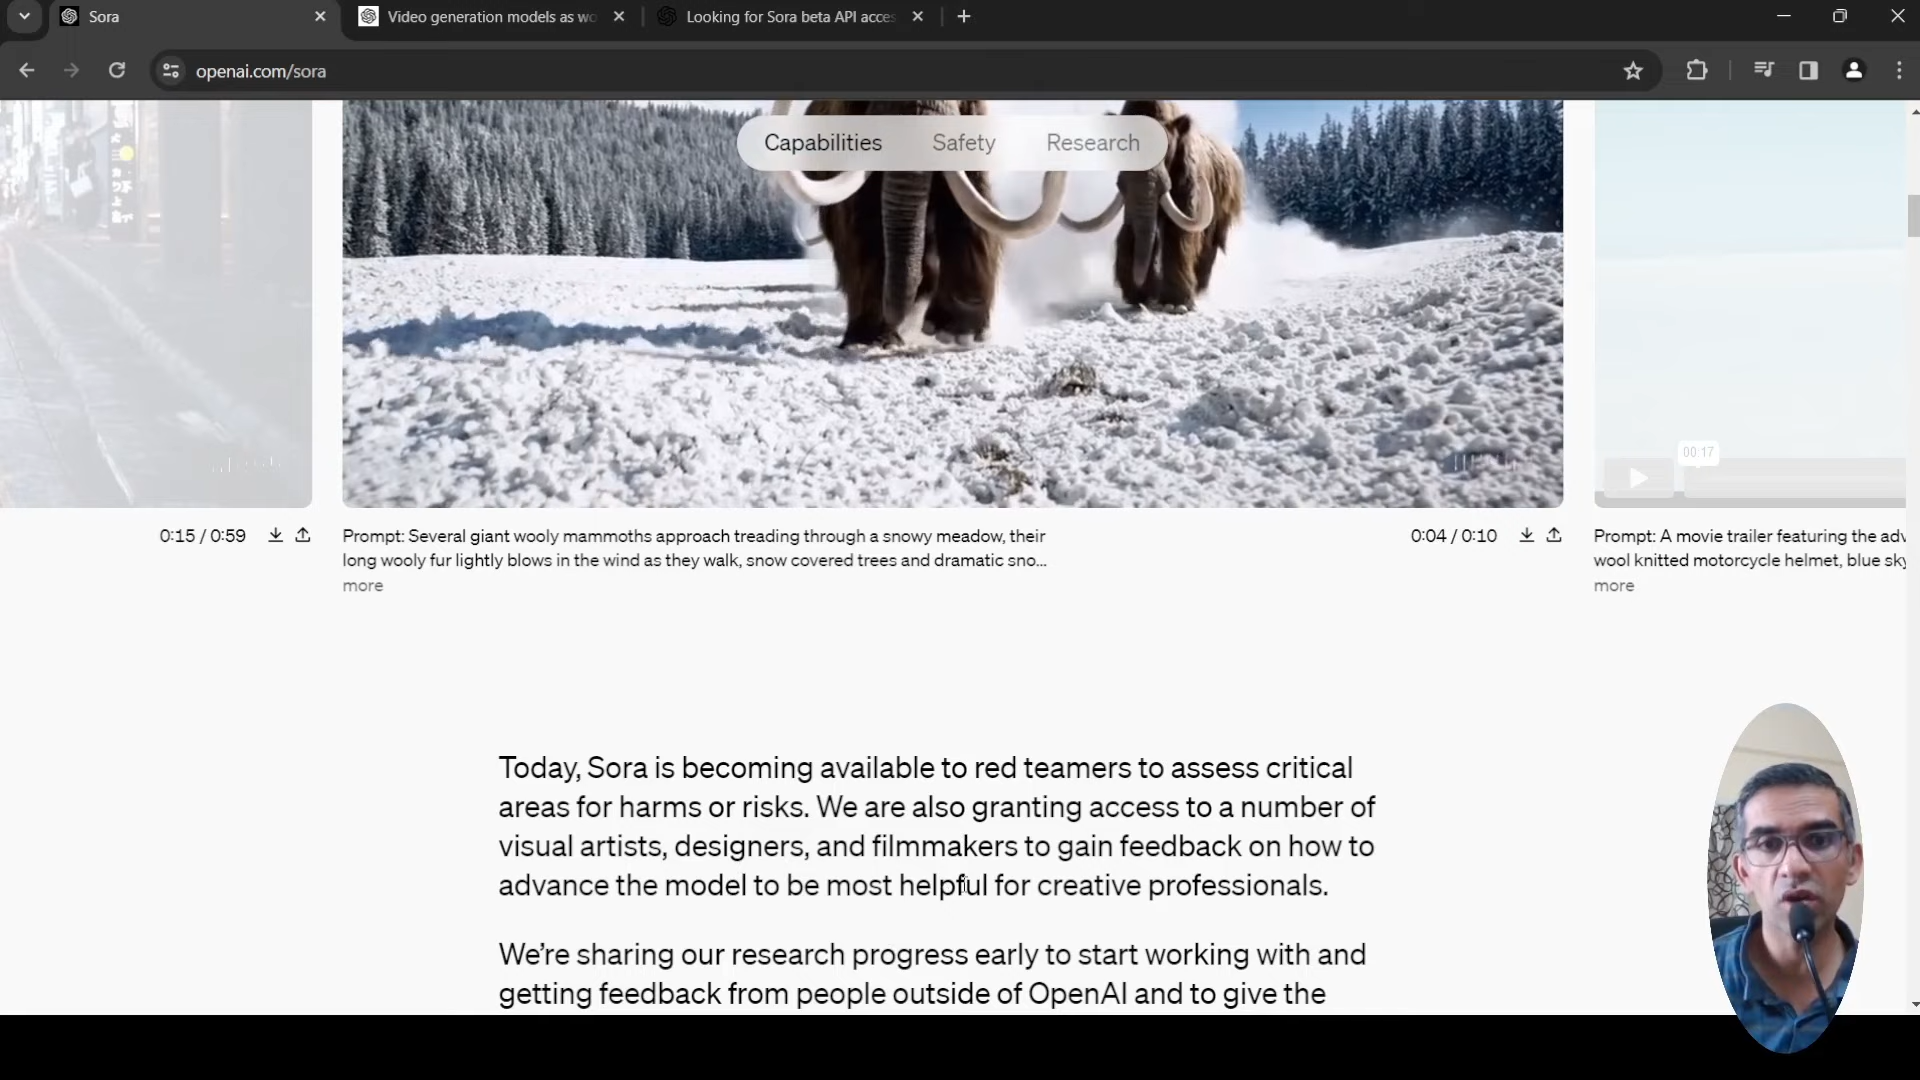 Sora
Video generation models as wo
Looking for Sora beta API acces
openai.com/sora
Capabilities
Safety
Research
00:17
0:15 / 0:59
Prompt: Several giant wooly mammoths approach treading through a snowy meadow, their
long wooly fur lightly blows in the wind as they walk, snow covered trees and dramatic sno...
more
0:04 / 0:10
Prompt: A movie trailer featuring the adv
wool knitted motorcycle helmet, blue sky
more
Today, Sora is becoming available to red teamers to assess critical
areas for harms or risks. We are also granting access to a number of
visual artists, designers, and filmmakers to gain feedback on how to
advance the model to be most helpful for creative professionals.
We’re sharing our research progress early to start working with and
getting feedback from people outside of OpenAI and to give the